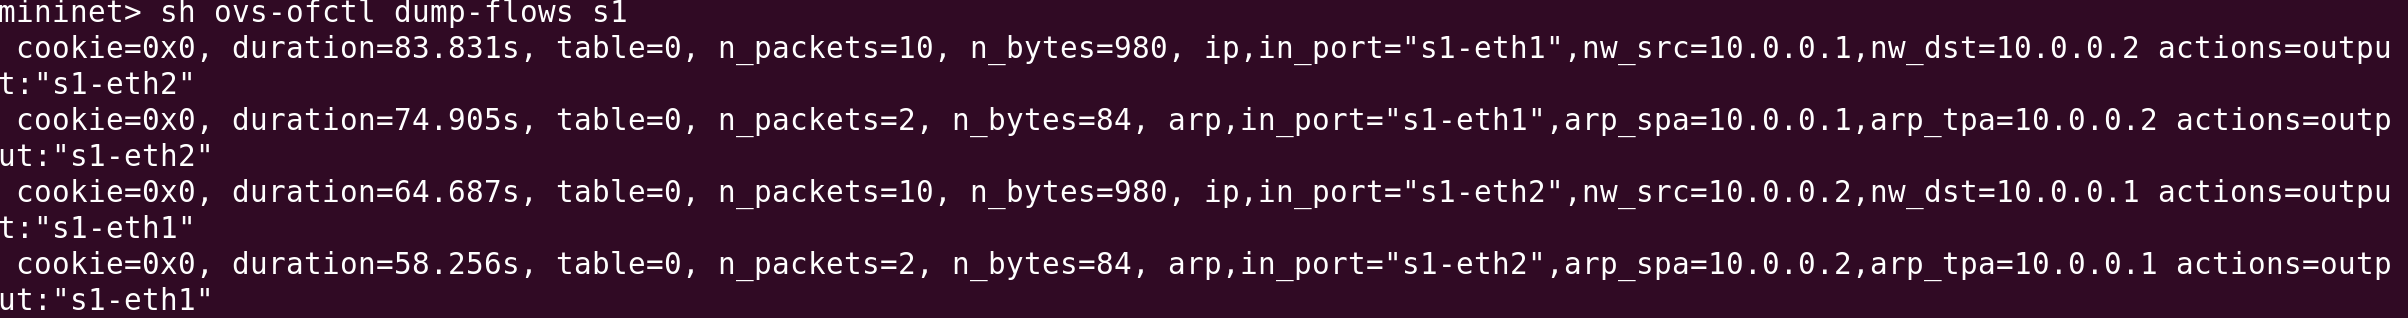 mininet> sh ovs-ofctl dump-flows s1
 cookie=0x0, duration=83.831s, table=0, n_packets=10, n_bytes=980, ip,in_port="s1-eth1",nw_src=10.0.0.1,nw_dst=10.0.0.2 actions=outpu
t:"s1-eth2"
 cookie=0x0, duration=74.905s, table=0, n_packets=2, n_bytes=84, arp,in_port="s1-eth1",arp_spa=10.0.0.1,arp_tpa=10.0.0.2 actions=outp
ut:"s1-eth2"
 cookie=0x0, duration=64.687s, table=0, n_packets=10, n_bytes=980, ip,in_port="s1-eth2",nw_src=10.0.0.2,nw_dst=10.0.0.1 actions=outpu
t:"s1-eth1"
 cookie=0x0, duration=58.256s, table=0, n_packets=2, n_bytes=84, arp,in_port="s1-eth2",arp_spa=10.0.0.2,arp_tpa=10.0.0.1 actions=outp
ut:"s1-eth1"